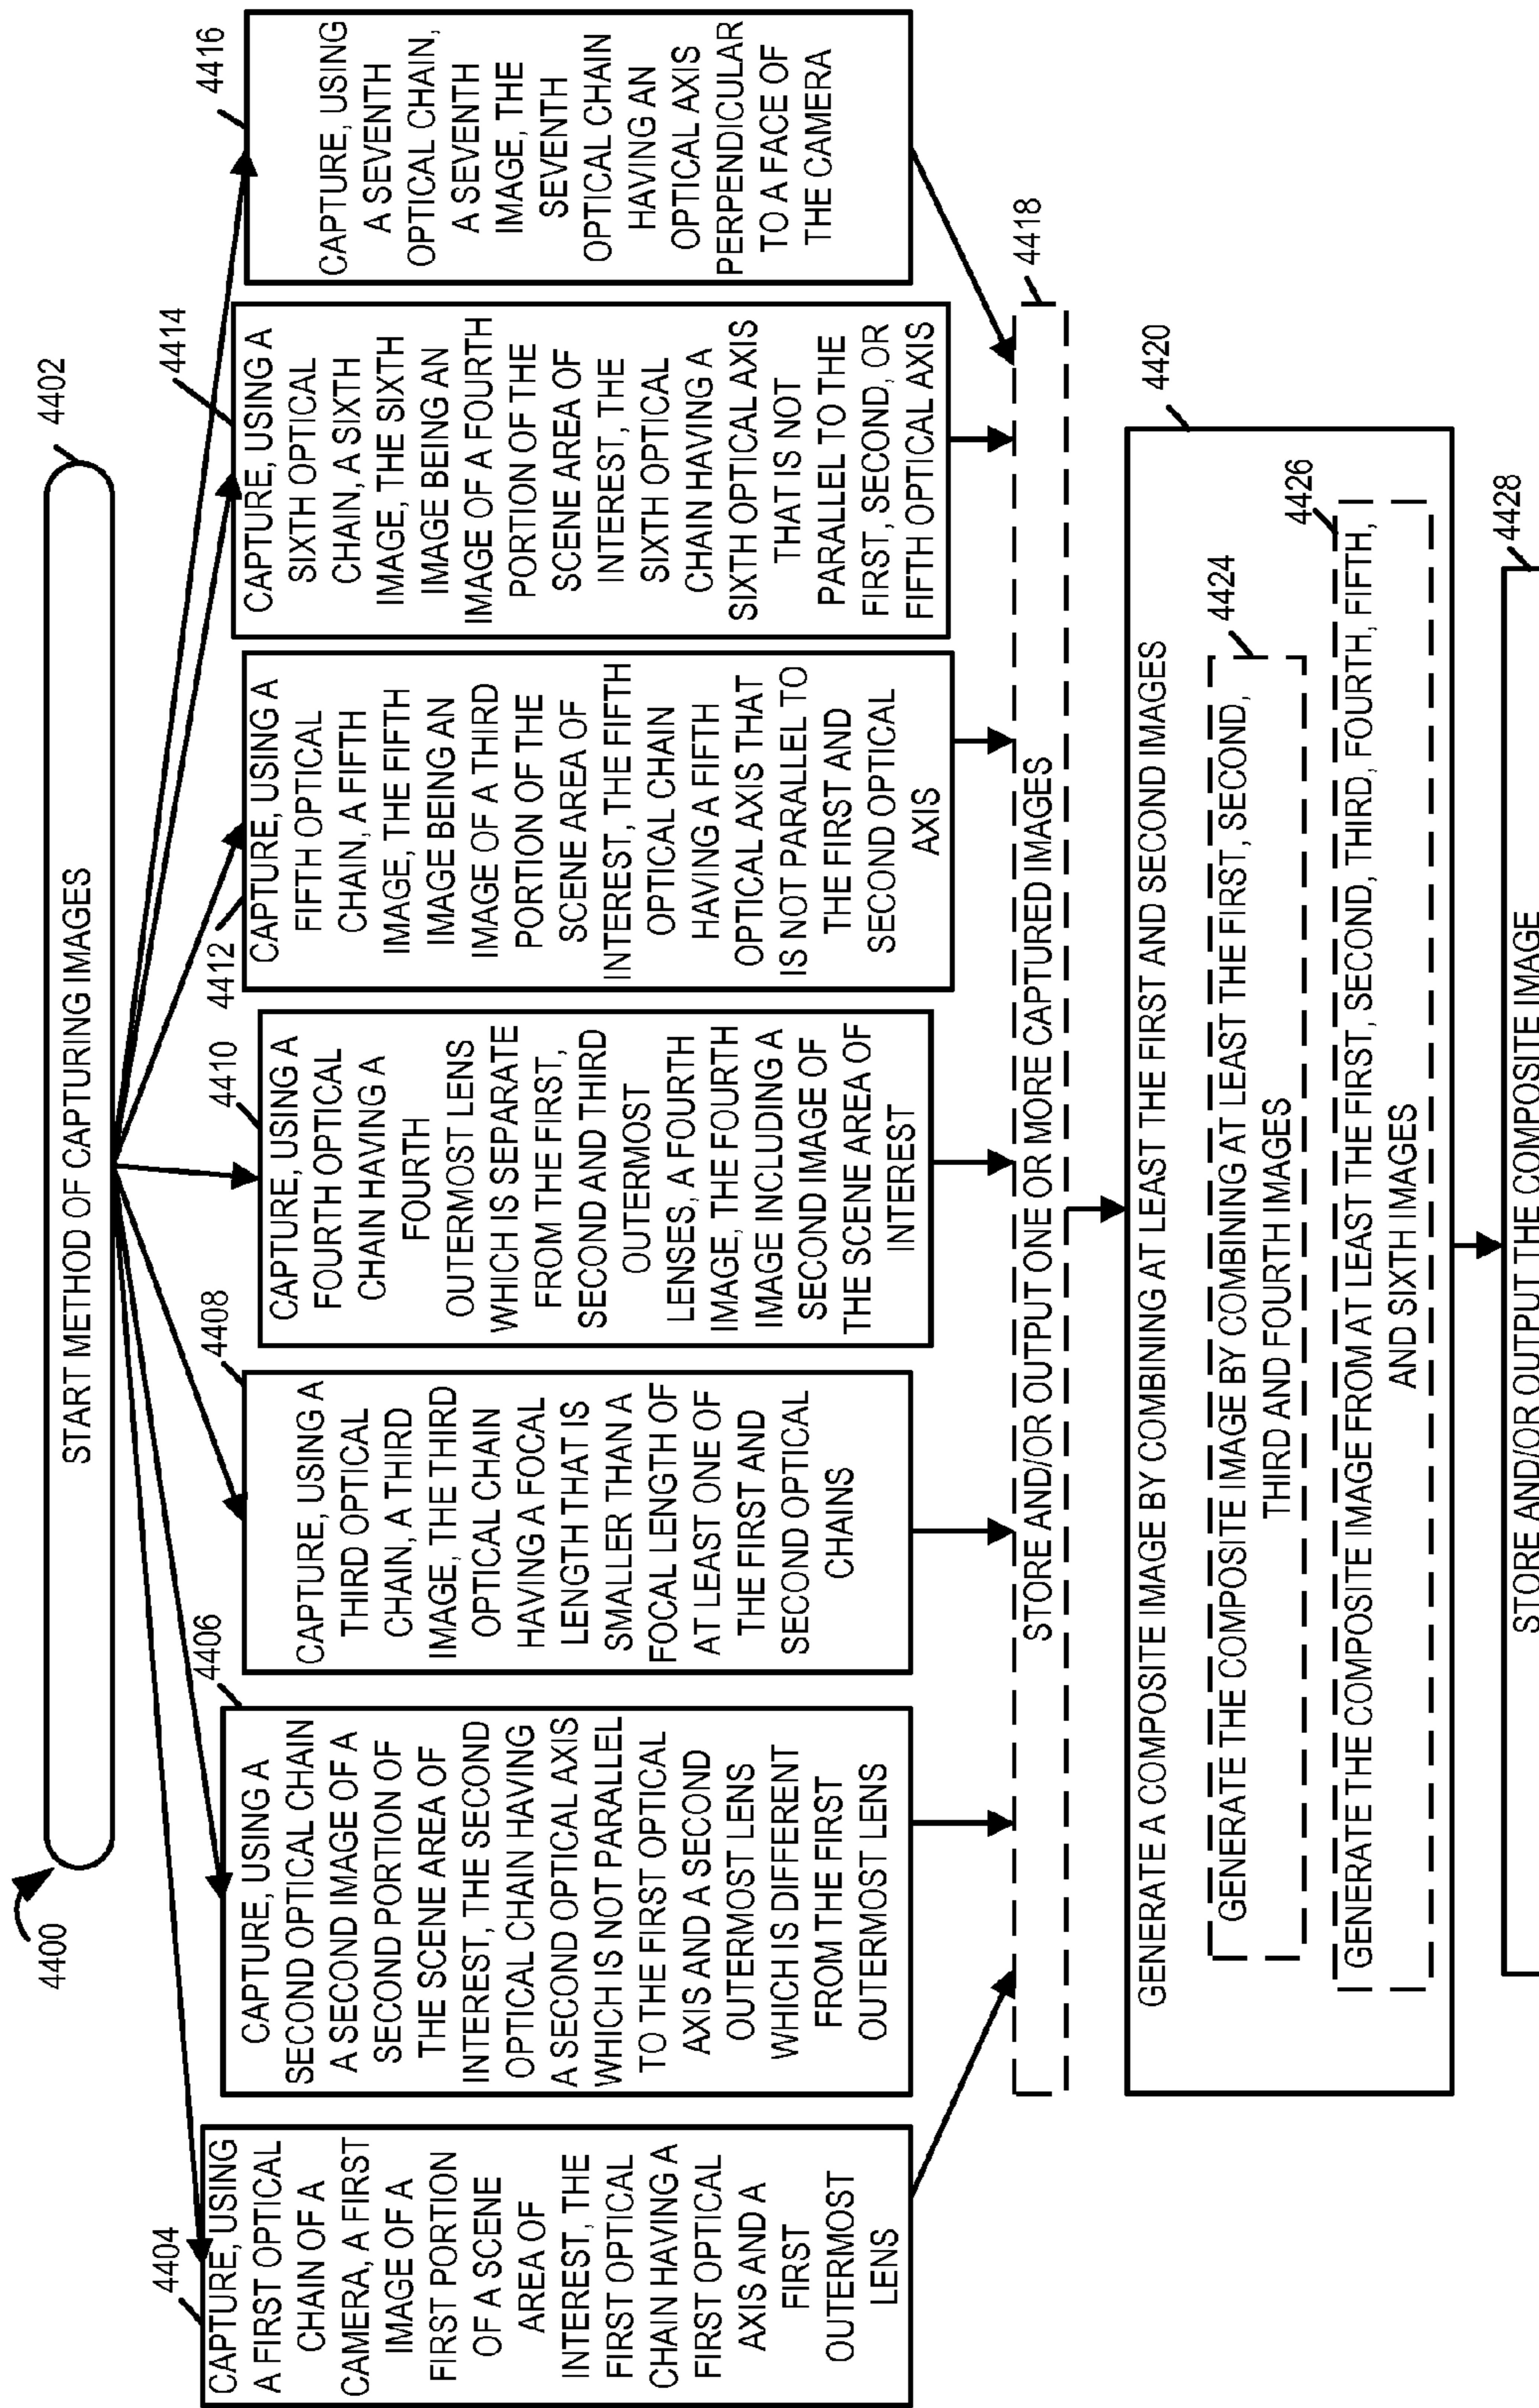 4400
START METHOD OF CAPTURING IMAGES
4402
4404
CAPTURE, USING
A FIRST OPTICAL
CHAIN OF A
CAMERA, A FIRST
IMAGE OF A
FIRST PORTION
OF A SCENE
AREA OF
INTEREST, THE
FIRST OPTICAL
CHAIN HAVING A
FIRST OPTICAL
AXIS AND A
FIRST
OUTERMOST
LENS
4406
CAPTURE, USING A
SECOND OPTICAL CHAIN
A SECOND IMAGE OF A
SECOND PORTION OF
THE SCENE AREA OF
INTEREST, THE SECOND
OPTICAL CHAIN HAVING
A SECOND OPTICAL AXIS
WHICH IS NOT PARALLEL
TO THE FIRST OPTICAL
AXIS AND A SECOND
OUTERMOST LENS
WHICH IS DIFFERENT
FROM THE FIRST
OUTERMOST LENS
4408
CAPTURE, USING A
THIRD OPTICAL
CHAIN, A THIRD
IMAGE, THE THIRD
OPTICAL CHAIN
HAVING A FOCAL
LENGTH THAT IS
SMALLER THAN A
FOCAL LENGTH OF
AT LEAST ONE OF
THE FIRST AND
SECOND OPTICAL
CHAINS
4410
CAPTURE, USING A
FOURTH OPTICAL
CHAIN HAVING A
FOURTH
OUTERMOST LENS
WHICH IS SEPARATE
FROM THE FIRST,
SECOND AND THIRD
OUTERMOST
LENSES, A FOURTH
IMAGE, THE FOURTH
IMAGE INCLUDING A
SECOND IMAGE OF
THE SCENE AREA OF
INTEREST
4412
CAPTURE, USING A
FIFTH OPTICAL
CHAIN, A FIFTH
IMAGE, THE FIFTH
IMAGE BEING AN
IMAGE OF A THIRD
PORTION OF THE
SCENE AREA OF
INTEREST, THE FIFTH
OPTICAL CHAIN
HAVING A FIFTH
OPTICAL AXIS THAT
IS NOT PARALLEL TO
THE FIRST AND
SECOND OPTICAL
AXIS
4414
CAPTURE, USING A
SIXTH OPTICAL
CHAIN, A SIXTH
IMAGE, THE SIXTH
IMAGE BEING AN
IMAGE OF A FOURTH
PORTION OF THE
SCENE AREA OF
INTEREST, THE
SIXTH OPTICAL
CHAIN HAVING A
SIXTH OPTICAL AXIS
THAT IS NOT
PARALLEL TO THE
FIRST, SECOND, OR
FIFTH OPTICAL AXIS
4416
CAPTURE, USING
A SEVENTH
OPTICAL CHAIN,
A SEVENTH
IMAGE, THE
SEVENTH
OPTICAL CHAIN
HAVING AN
OPTICAL AXIS
PERPENDICULAR
TO A FACE OF
THE CAMERA
4418
STORE AND/OR OUTPUT ONE OR MORE CAPTURED IMAGES
4420
GENERATE A COMPOSITE IMAGE BY COMBINING AT LEAST THE FIRST AND SECOND IMAGES
4424
GENERATE THE COMPOSITE IMAGE BY COMBINING AT LEAST THE FIRST, SECOND,
THIRD AND FOURTH IMAGES
4426
GENERATE THE COMPOSITE IMAGE FROM AT LEAST THE FIRST, SECOND, THIRD, FOURTH, FIFTH,
AND SIXTH IMAGES
4428
STORE AND/OR OUTPUT THE COMPOSITE IMAGE